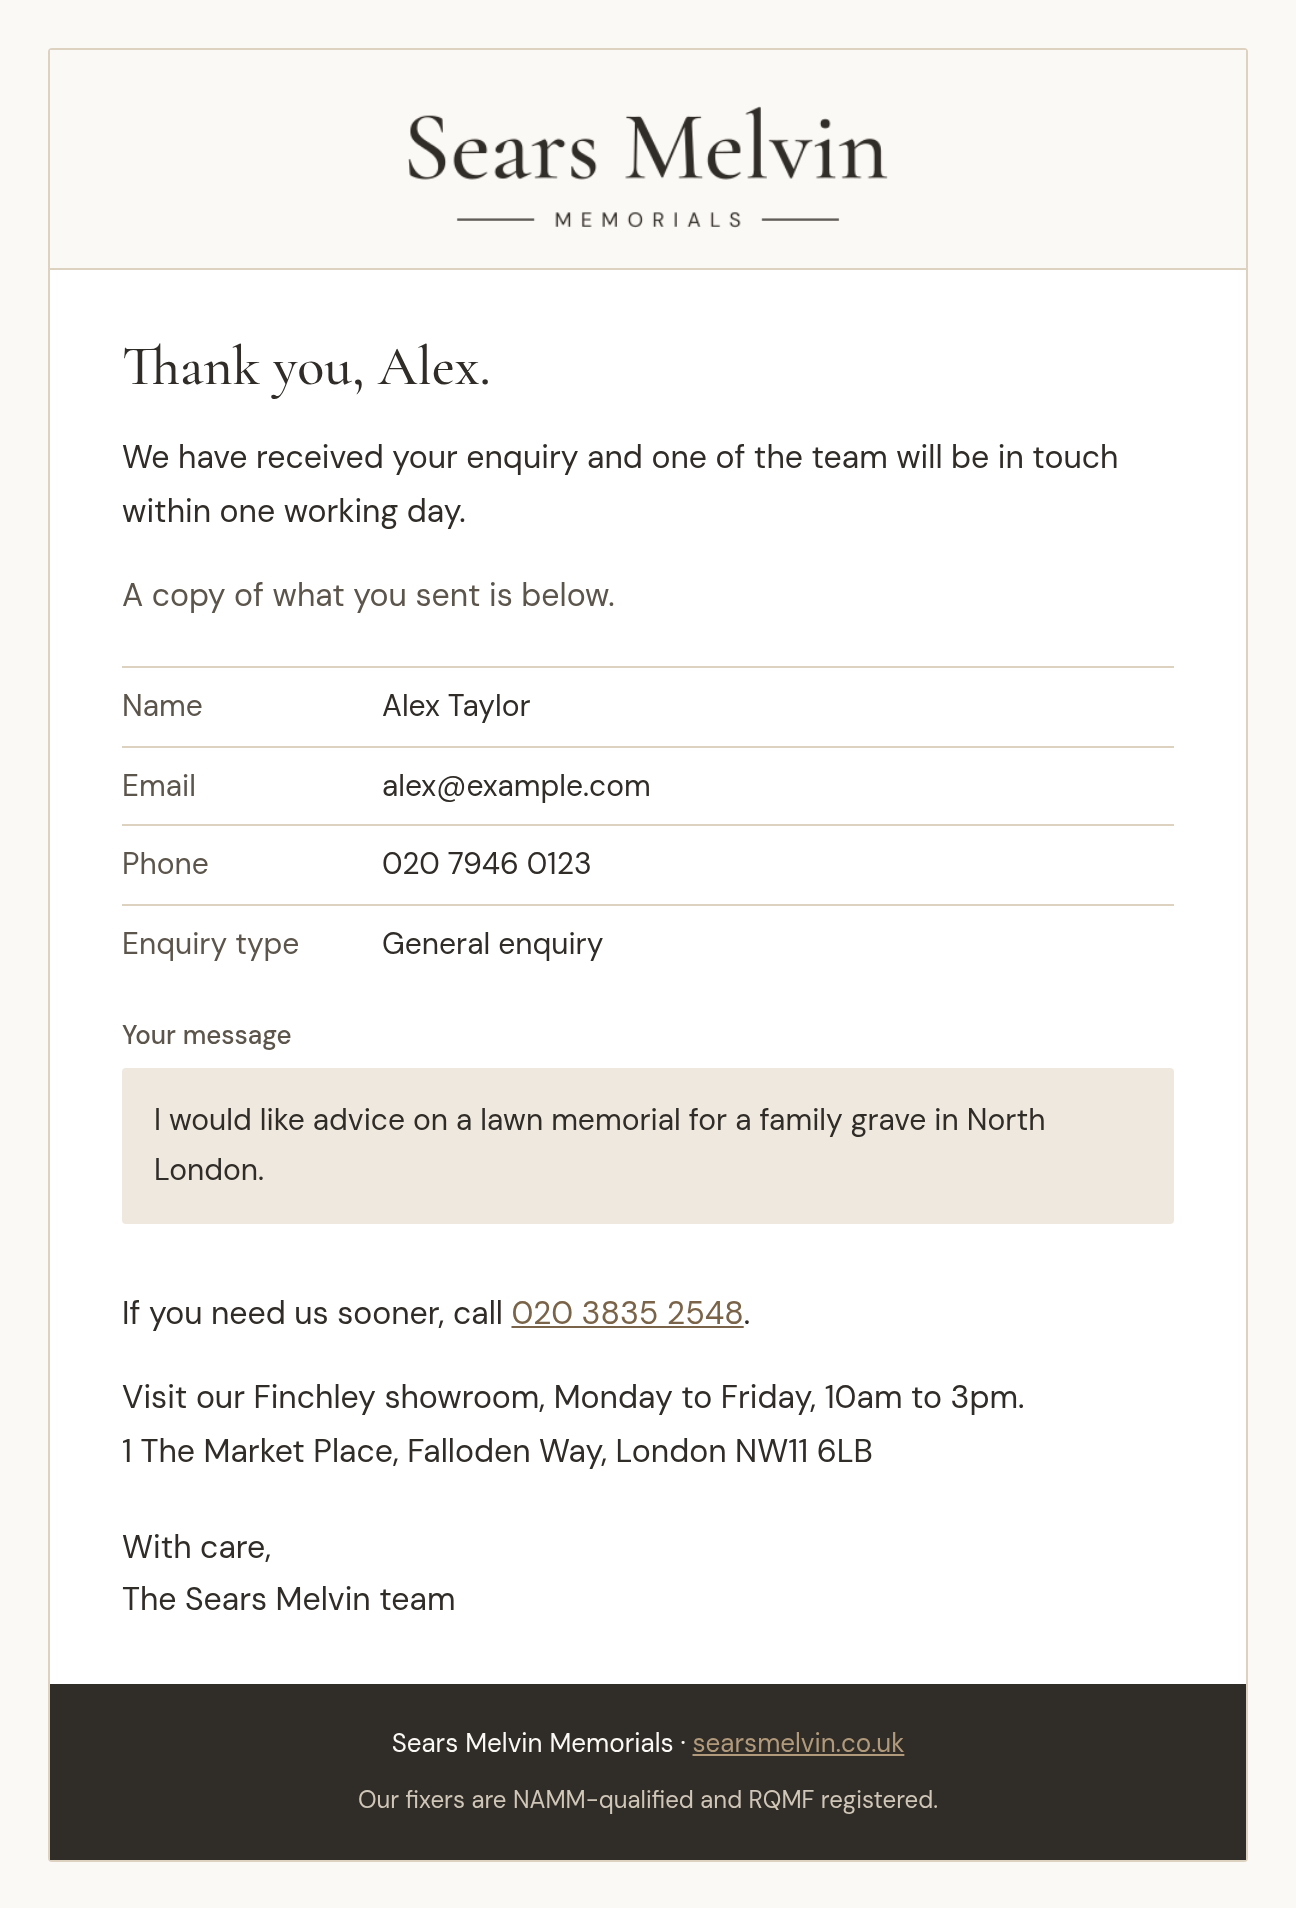 Sears Melvin
MEMORIALS
Thank you, Alex.
We have received your enquiry and one of the team will be in touch
within one working day.
A copy of what you sent is below.
Name Alex Taylor
Email alex@example.com
Phone 020 7946 0123
Enquiry type General enquiry
Your message
I would like advice on a lawn memorial for a family grave in North
London.
If you need us sooner, call 020 3835 2548.
Visit our Finchley showroom, Monday to Friday, 10am to 3pm.
1 The Market Place, Falloden Way, London NW11 6LB
With care,
The Sears Melvin team
Sears Melvin Memorials · searsmelvin.co.uk
Our fixers are NAMM-qualified and RQMF registered.